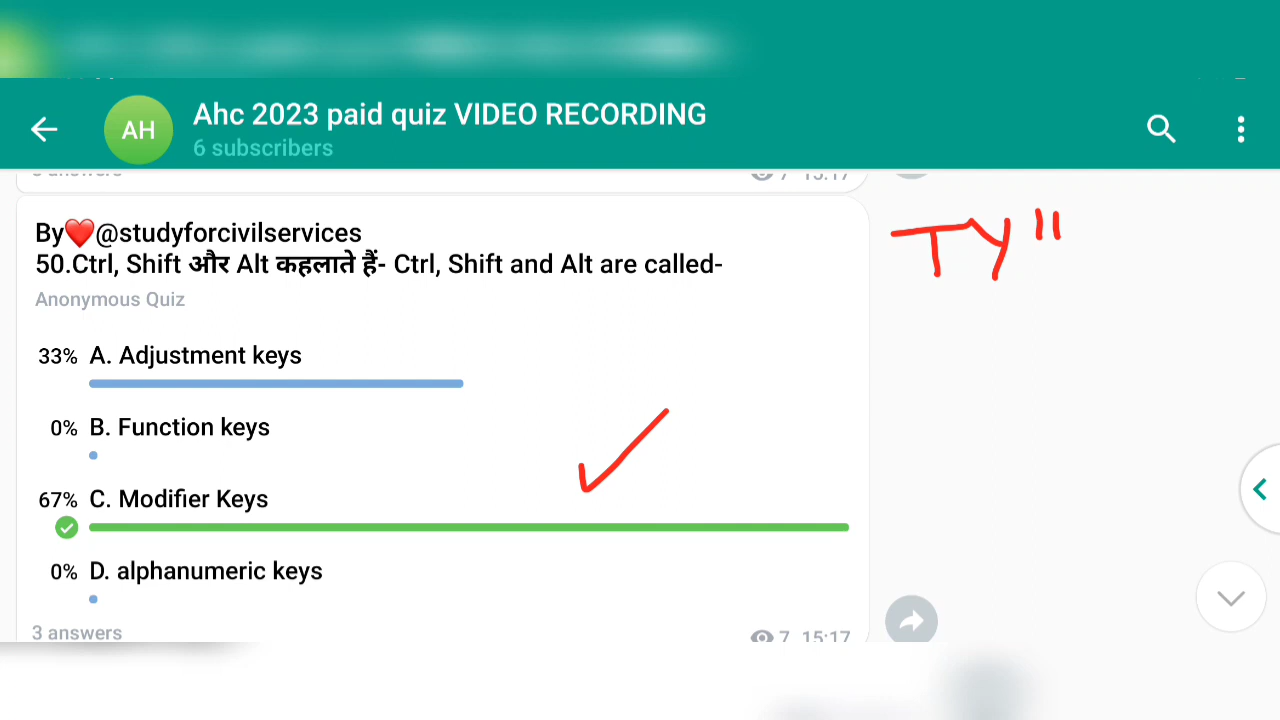 AH
Ahc 2023 paid quiz VIDEO RECORDING
6 subscribers
By❤️@studyforcivilservices
50.Ctrl, Shift और Alt कहलाते हैं- Ctrl, Shift and Alt are called-
Anonymous Quiz
33% A. Adjustment keys
0% B. Function keys
67% C. Modifier Keys
0% D. alphanumeric keys
3 answers
7 15:17
TY"